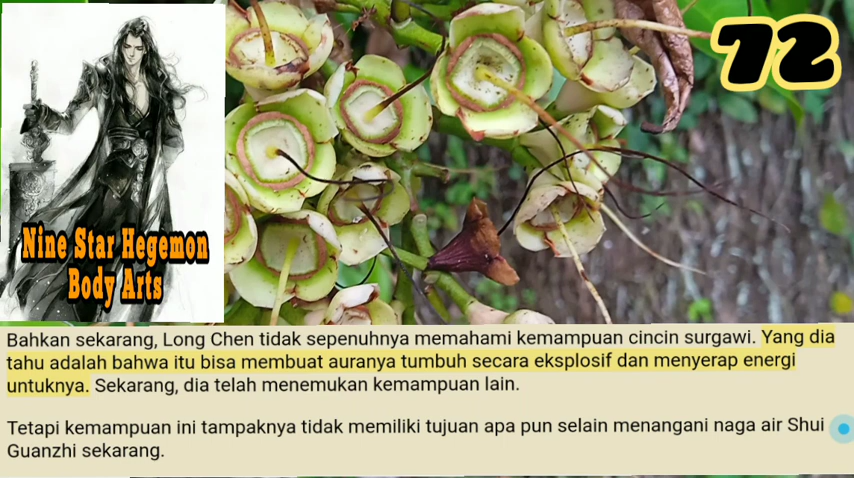 72
Nine Star Hegemon
Body Arts
Bahkan sekarang, Long Chen tidak sepenuhnya memahami kemampuan cincin surgawi. Yang dia
tahu adalah bahwa itu bisa membuat auranya tumbuh secara eksplosif dan menyerap energi
untuknya. Sekarang, dia telah menemukan kemampuan lain.
Tetapi kemampuan ini tampaknya tidak memiliki tujuan apa pun selain menangani naga air Shui
Guanzhi sekarang.